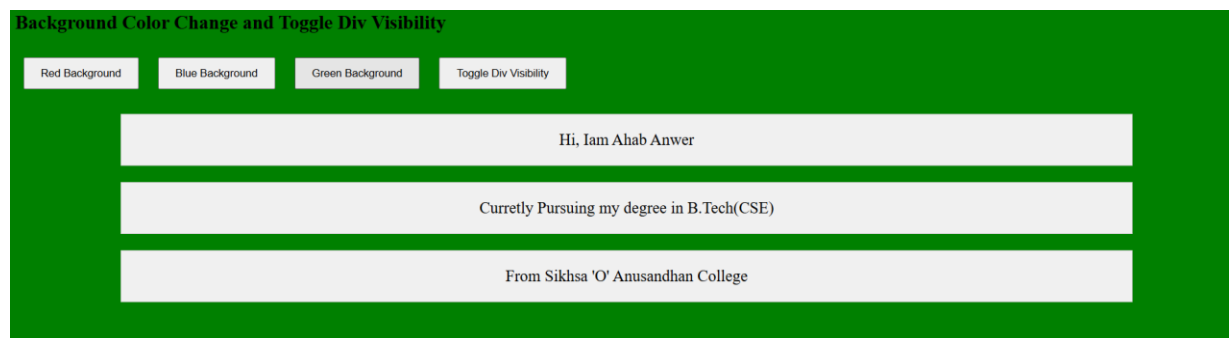 Background Color Change and Toggle Div Visibility
Red Background Blue Background Green Background Toggle Div Visibility
Hi, Iam Ahab Anwer
Curretly Pursuing my degree in B.Tech(CSE)
From Sikhsa 'O' Anusandhan College